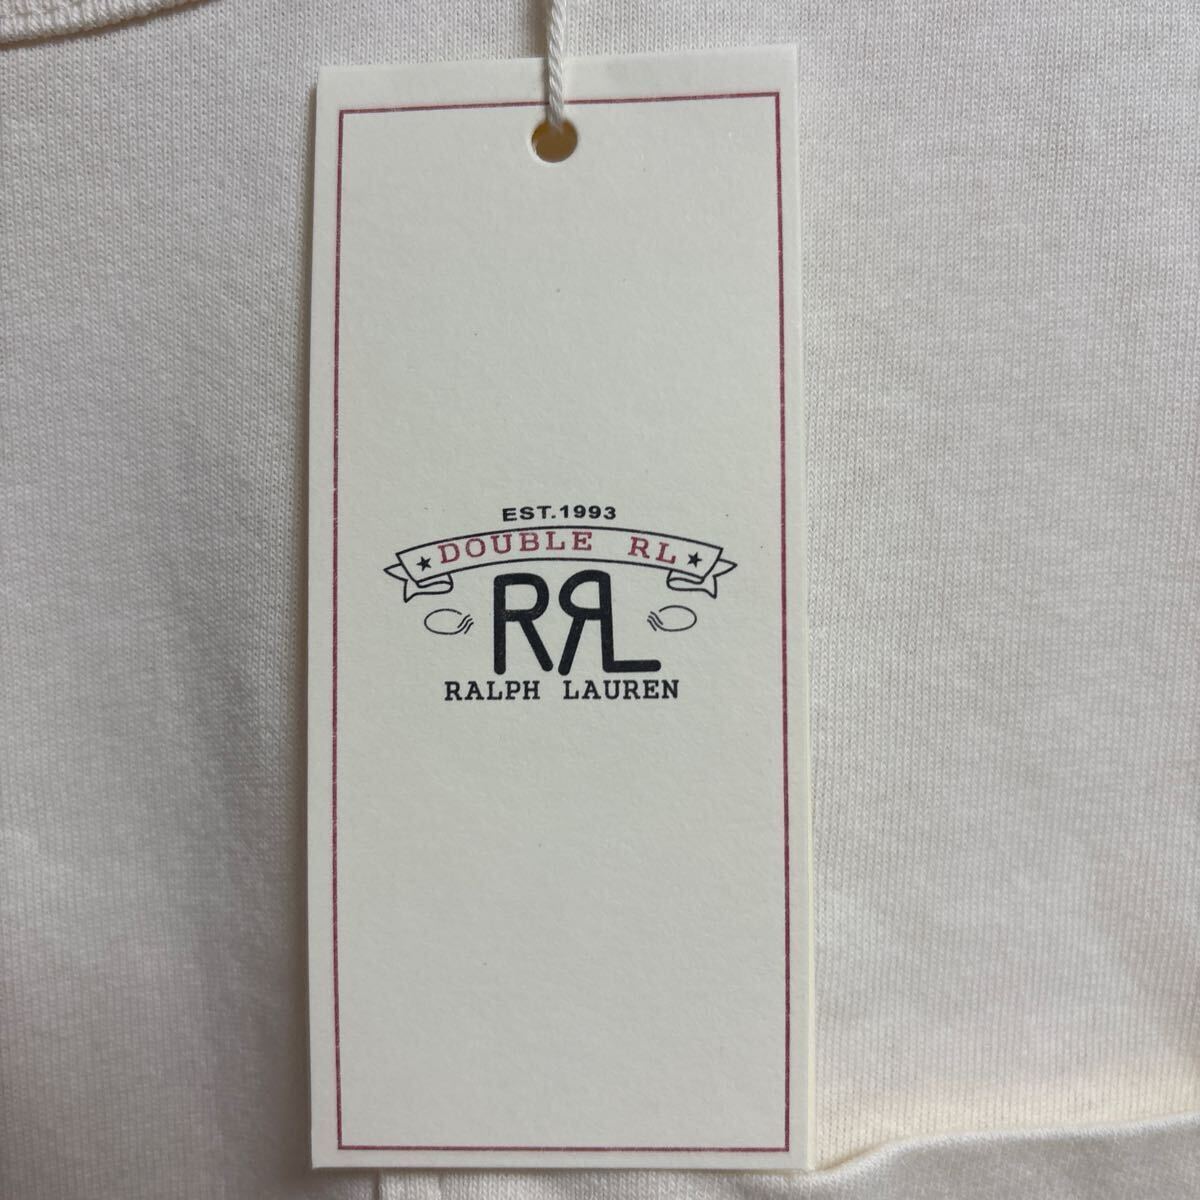 EST.1993
DOUBLE RL
RRL
RALPH LAUREN